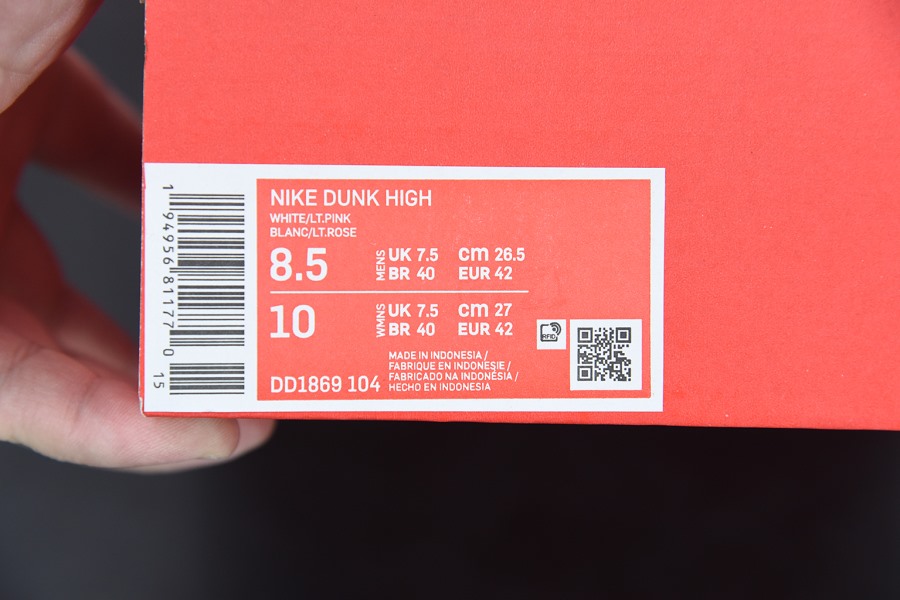 1 94956 81177 0
15
NIKE DUNK HIGH
WHITE/LT.PINK
BLANC/LT.ROSE
8.5 MENS UK 7.5 cm 26.5
BR 40 EUR 42
10 WMNS UK 7.5 cm 27
BR 40 EUR 42
RFID
MADE IN INDONESIA /
FABRIQUE EN INDONÉSIE /
FABRICADO NA INDONÉSIA /
DD1869 104 HECHO EN INDONESIA